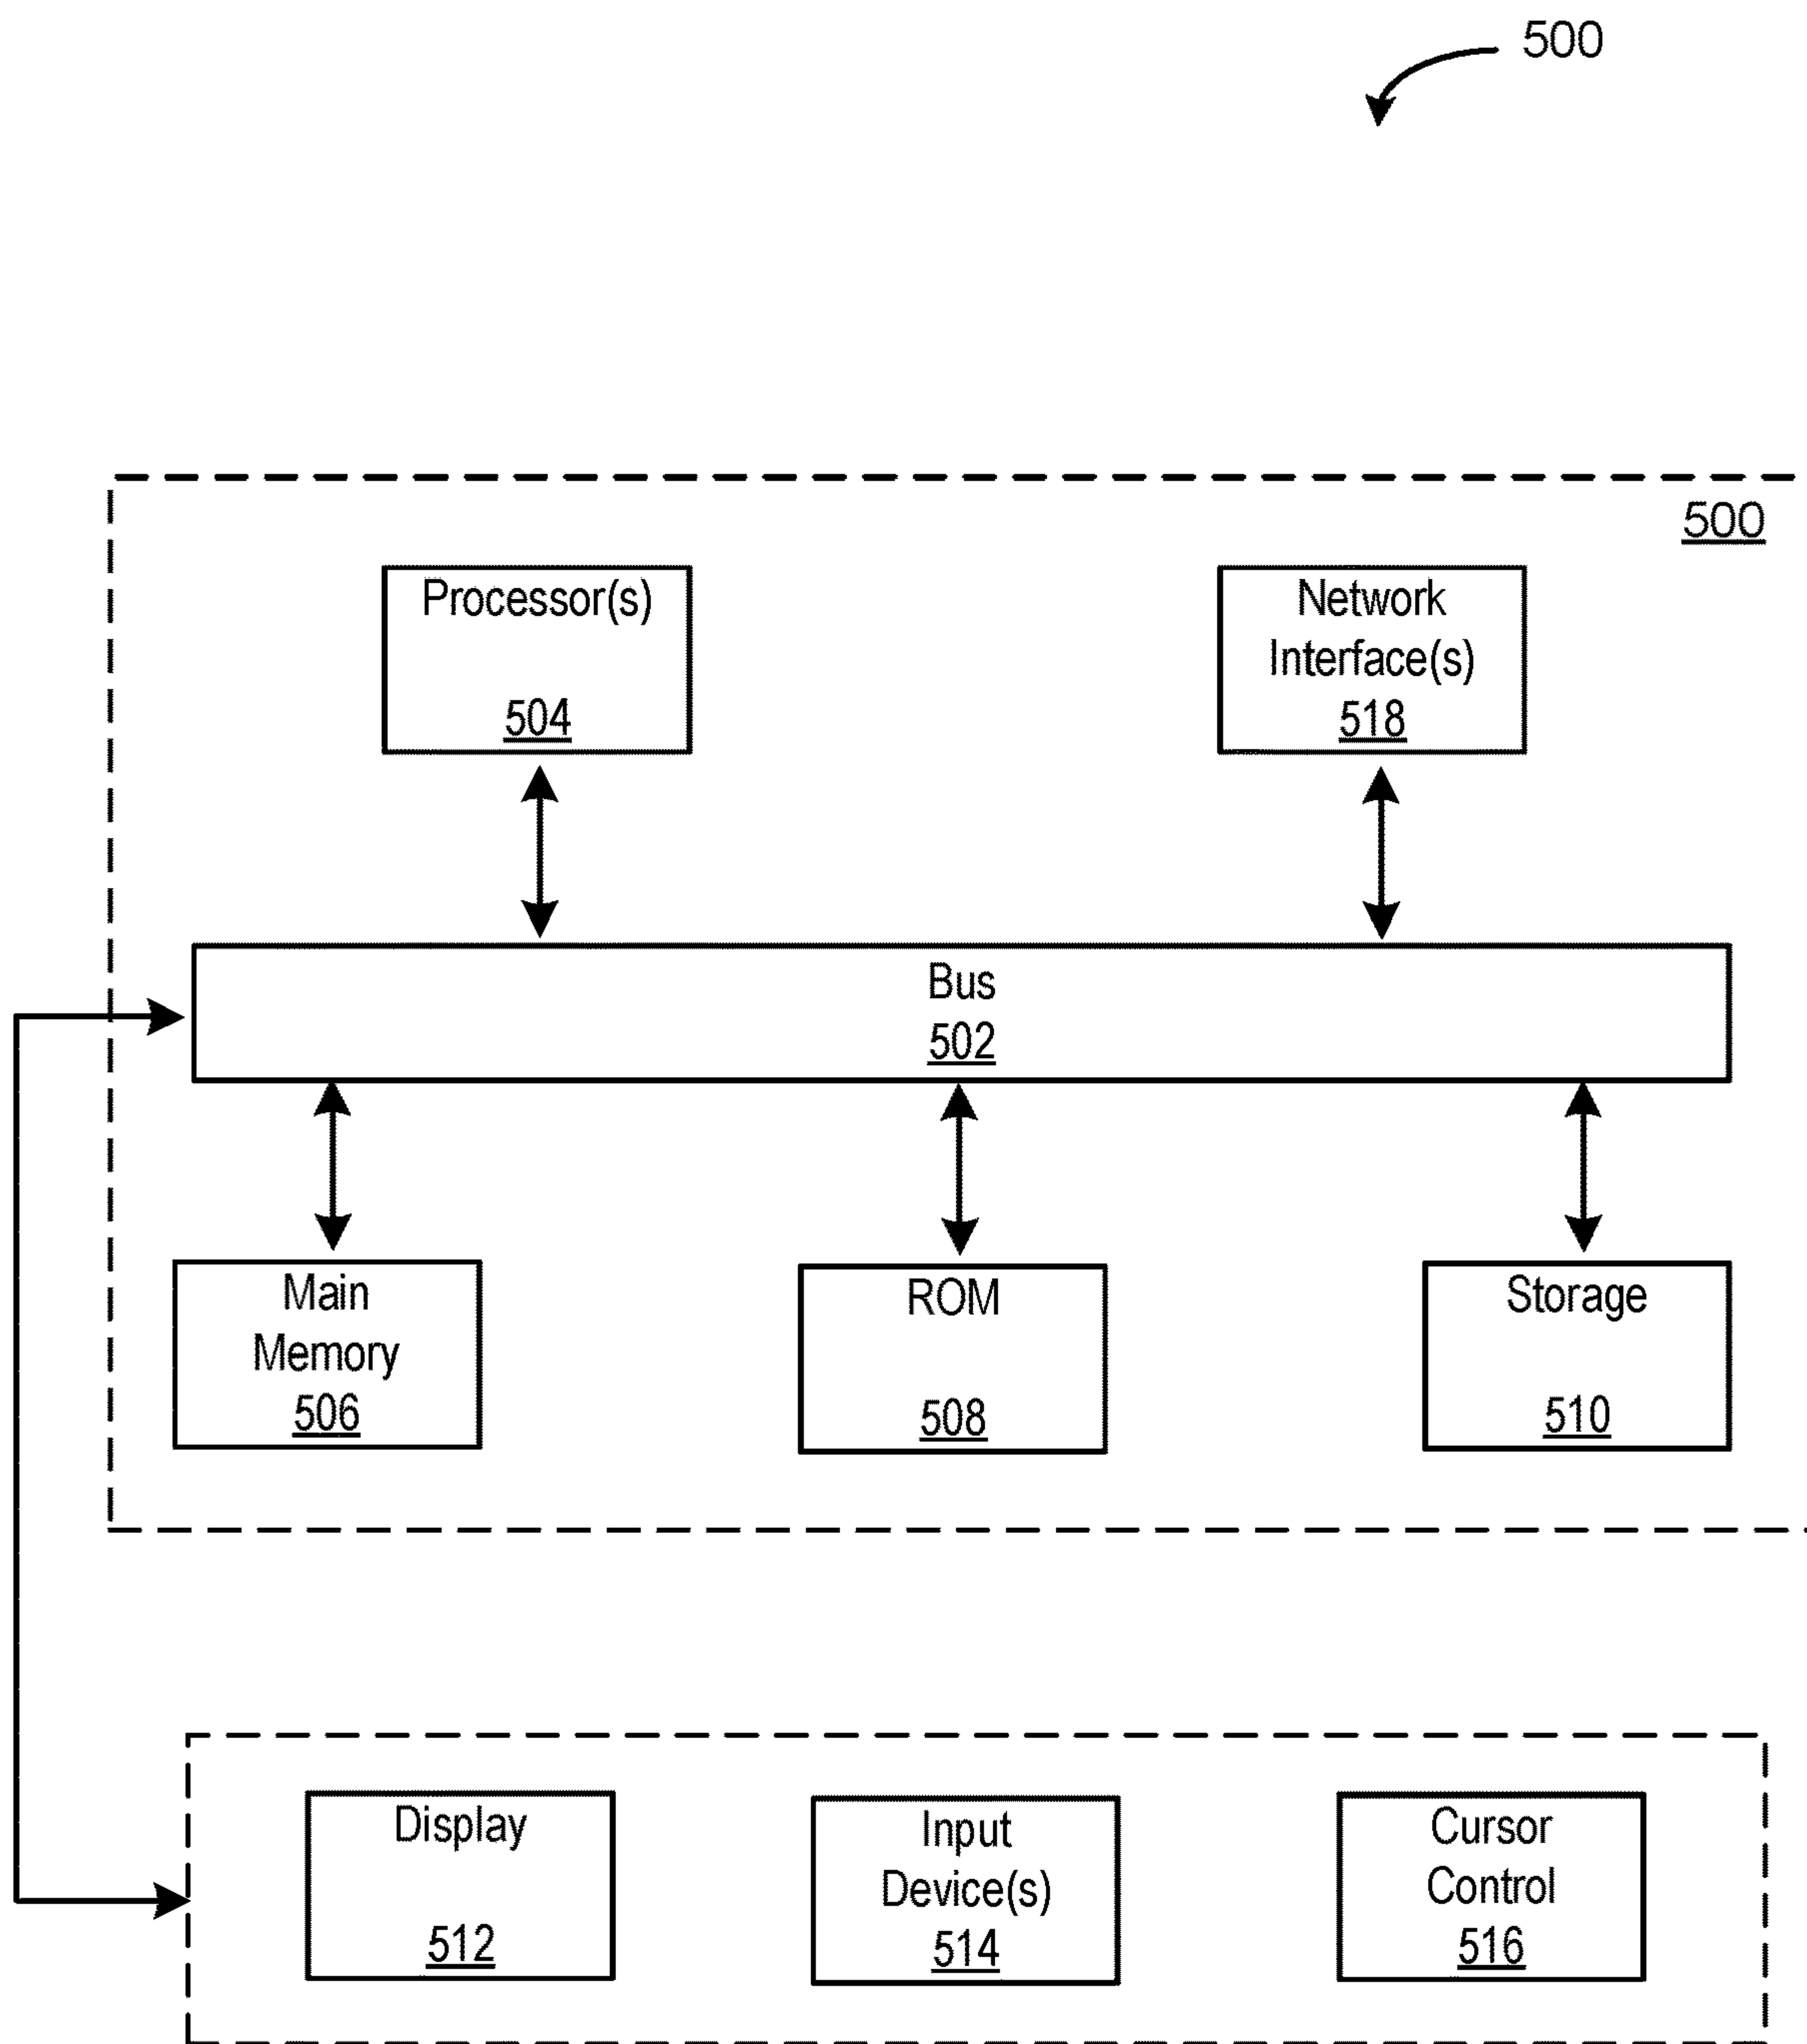 500
500
Processor(s)
504
Network
Interface(s)
518
Bus
502
Main
Memory
506
ROM
508
Storage
510
Display
512
Input
Device(s)
514
Cursor
Control
516